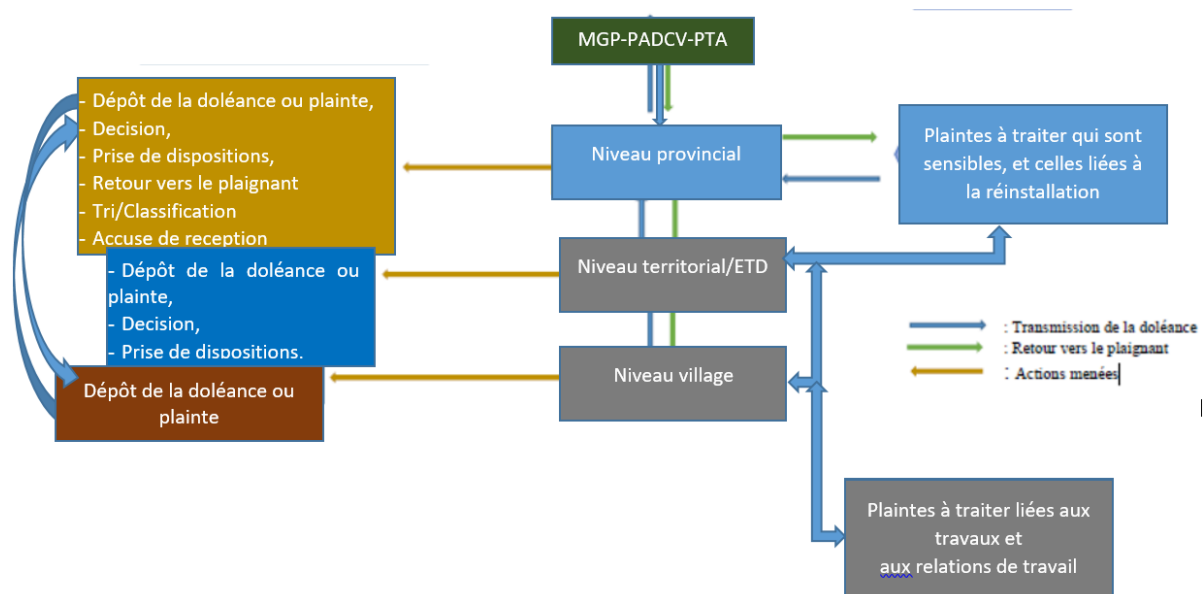 MGP-PADCV-PTA
- Dépôt de la doléance ou plainte,
- Decision,
- Prise de dispositions,
- Retour vers le plaignant
- Tri/Classification
- Accuse de reception
Niveau provincial
Plaintes à traiter qui sont
sensibles, et celles liées à
la réinstallation
- Dépôt de la doléance ou
plainte,
- Decision,
- Prise de dispositions.
Niveau territorial/ETD
: Transmission de la doléance
: Retour vers le plaignant
: Actions menées
Dépôt de la doléance ou
plainte
Niveau village
Plaintes à traiter liées aux
travaux et
aux relations de travail